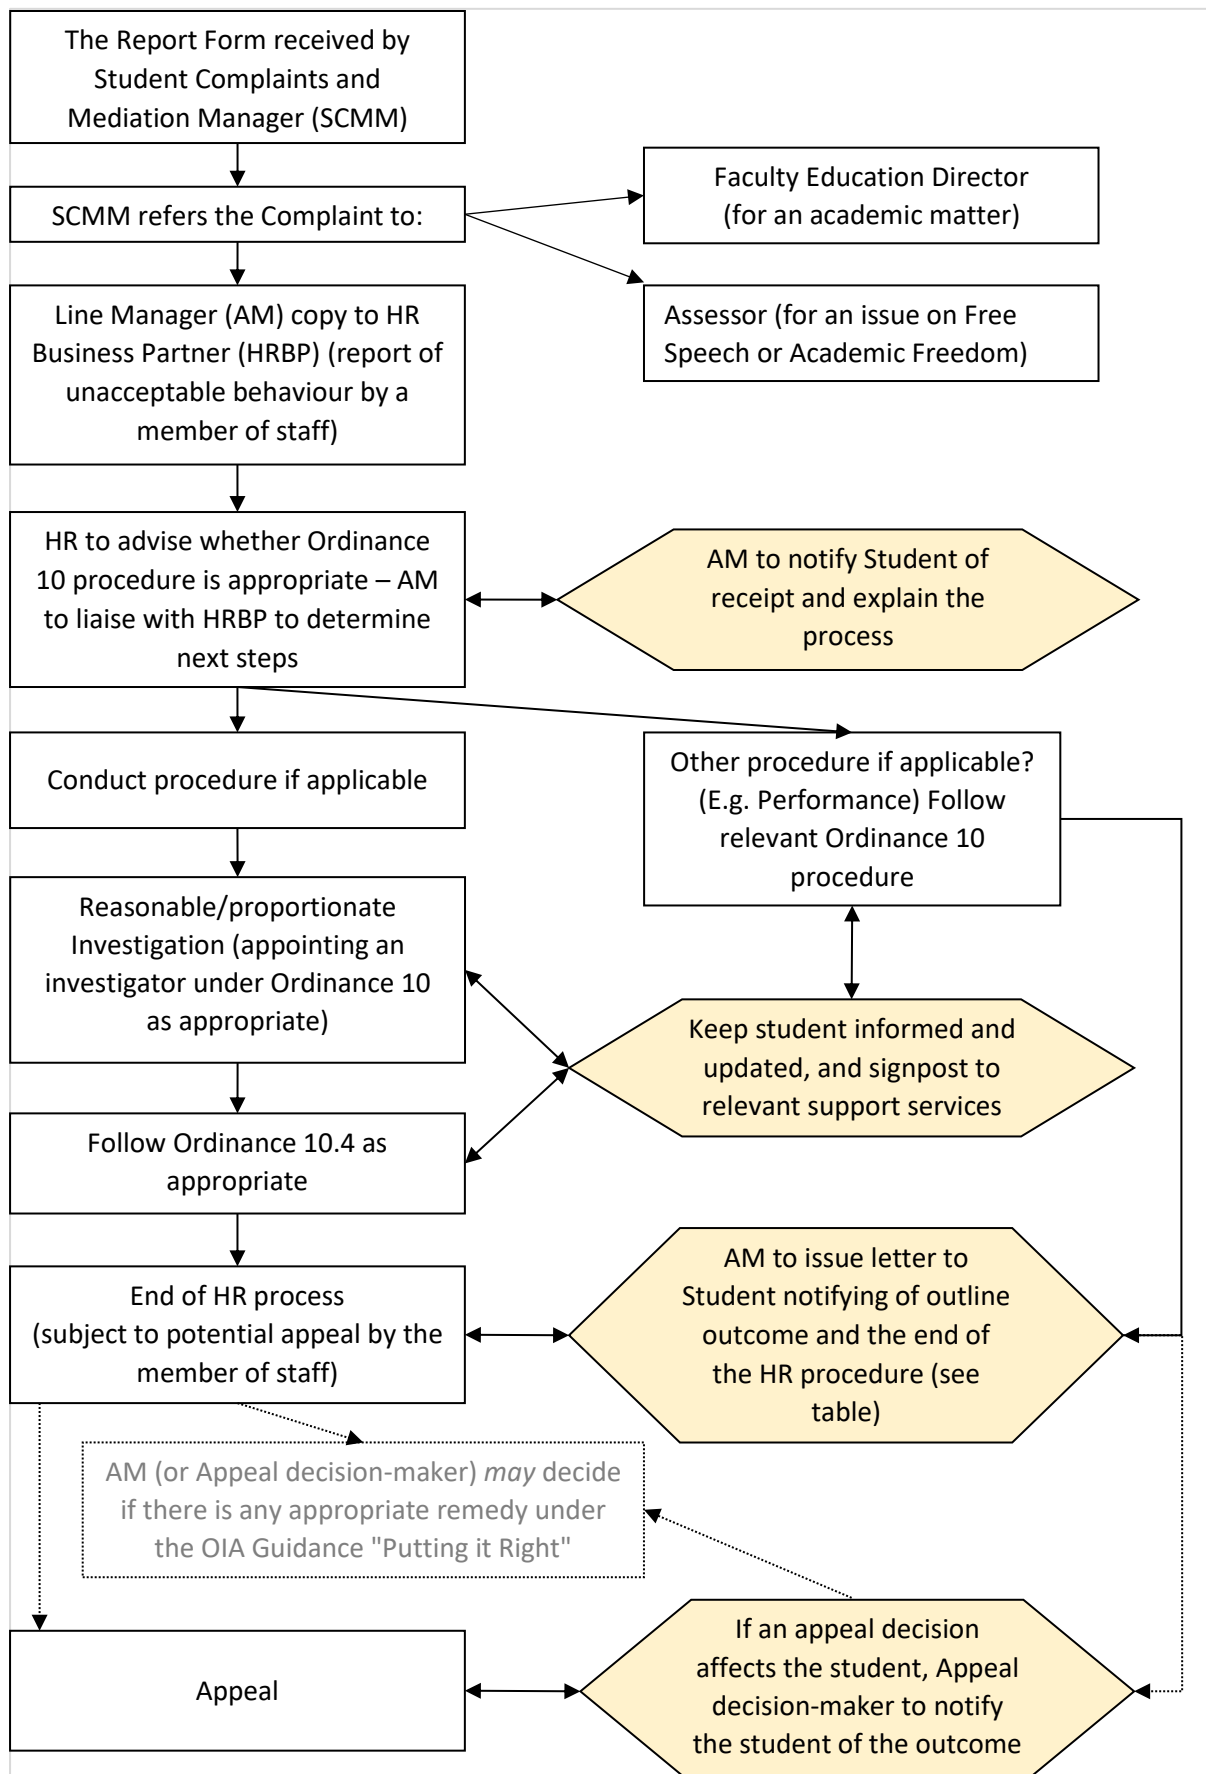 The Report Form received by
Student Complaints and
Mediation Manager (SCMM)
SCMM refers the Complaint to:
Faculty Education Director
(for an academic matter)
Assessor (for an issue on Free
Speech or Academic Freedom)
Line Manager (AM) copy to HR
Business Partner (HRBP) (report of
unacceptable behaviour by a
member of staff)
HR to advise whether Ordinance
10 procedure is appropriate – AM
to liaise with HRBP to determine
next steps
AM to notify Student of
receipt and explain the
process
Conduct procedure if applicable
Other procedure if applicable?
(E.g. Performance) Follow
relevant Ordinance 10
procedure
Reasonable/proportionate
Investigation (appointing an
investigator under Ordinance 10
as appropriate)
Keep student informed and
updated, and signpost to
relevant support services
Follow Ordinance 10.4 as
appropriate
End of HR process
(subject to potential appeal by the
member of staff)
AM to issue letter to
Student notifying of outline
outcome and the end of
the HR procedure (see
table)
AM (or Appeal decision-maker) may decide
if there is any appropriate remedy under
the OIA Guidance "Putting it Right"
Appeal
If an appeal decision
affects the student, Appeal
decision-maker to notify
the student of the outcome